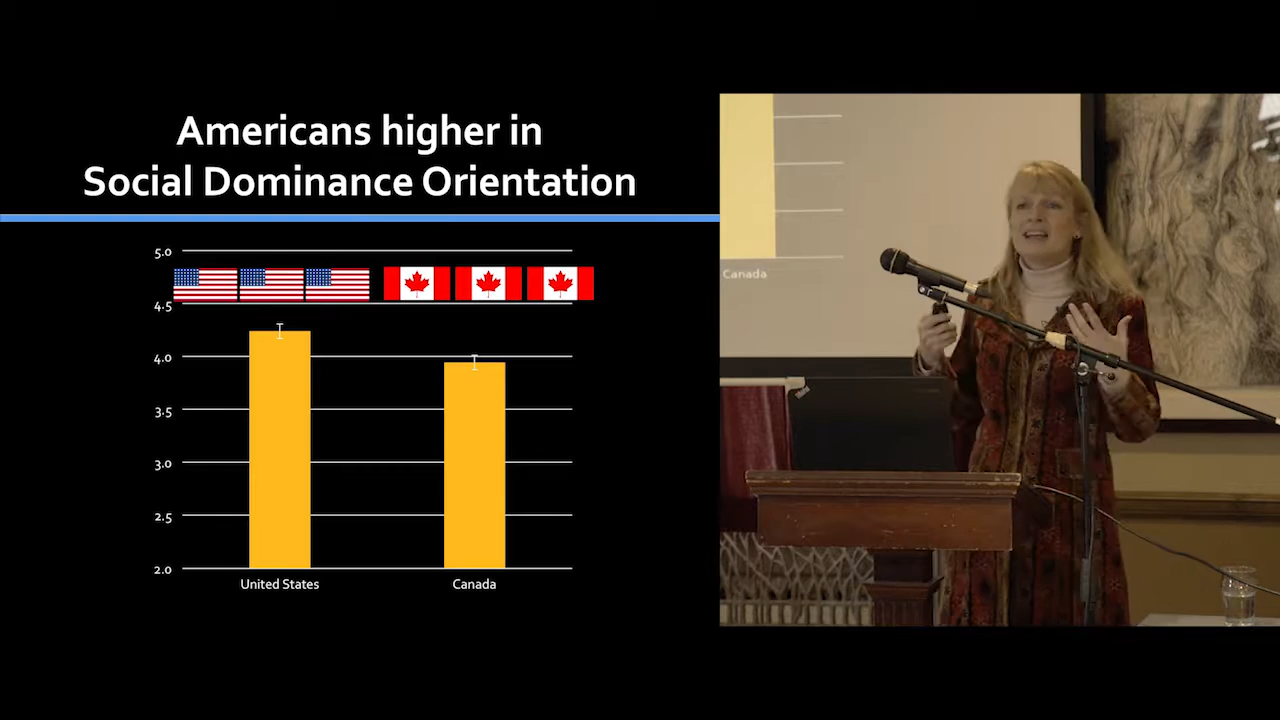 Americans higher in
Social Dominance Orientation
5.0
4.5
4.0
3.5
3.0
2.5
2.0
United States
Canada
Canada